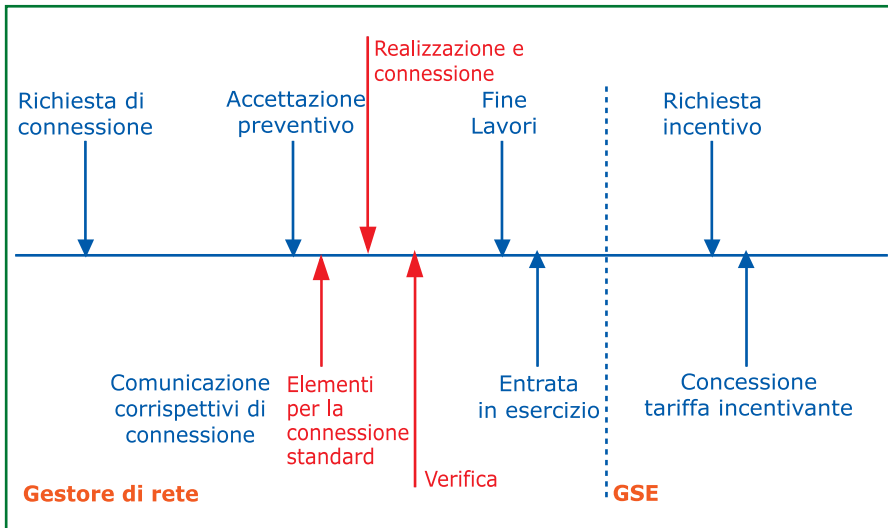 Realizzazione e
connessione
Richiesta di
connessione
Accettazione
preventivo
Fine
Lavori
Richiesta
incentivo
Comunicazione
corrispettivi di
connessione
Elementi
per la
connessione
standard
Verifica
Entrata
in esercizio
Concessione
tariffa incentivante
Gestore di rete
GSE